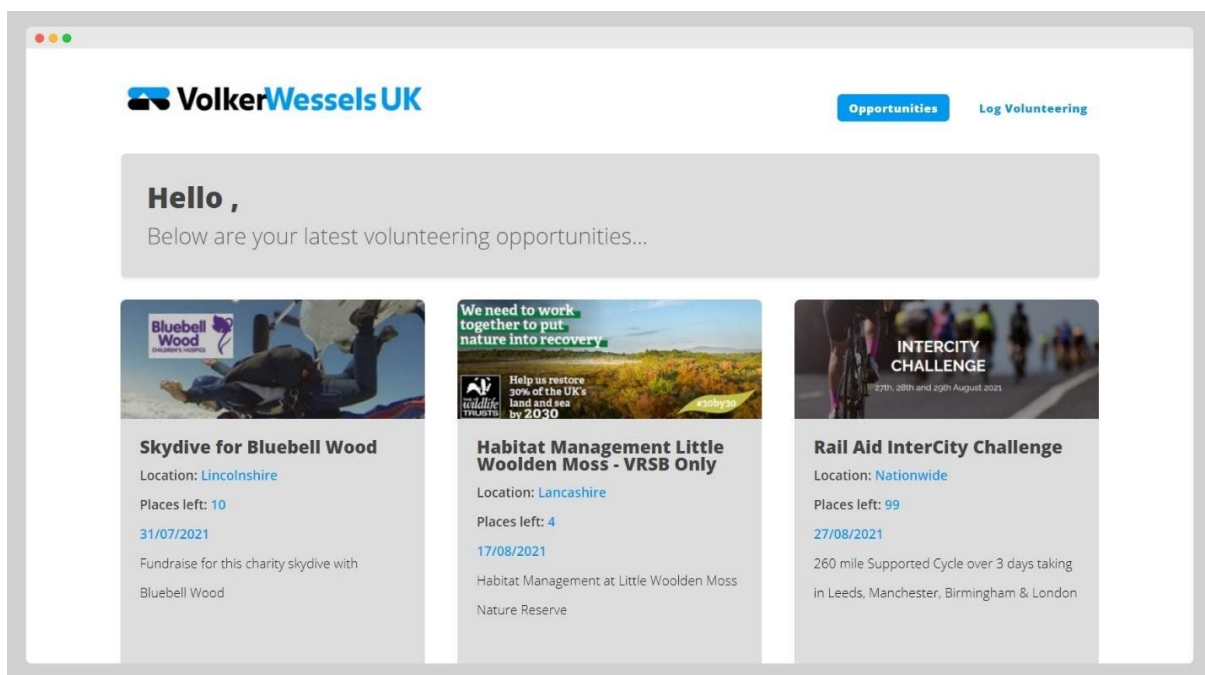 VolkerWessels UK
Opportunities
Log Volunteering
Hello ,
Below are your latest volunteering opportunities...
Bluebell
Wood
CHILDREN'S HOSPICE
Skydive for Bluebell Wood
Location: Lincolnshire
Places left: 10
31/07/2021
Fundraise for this charity skydive with
Bluebell Wood
We need to work
together to put
nature into recovery
THE
wildlife
TRUSTS
Help us restore
30% of the UK's
land and sea
by 2030
#30by30
Habitat Management Little
Woolden Moss - VRSB Only
Location: Lancashire
Places left: 4
17/08/2021
Habitat Management at Little Woolden Moss
Nature Reserve
INTERCITY
CHALLENGE
27th, 28th and 29th August 2021
Rail Aid InterCity Challenge
Location: Nationwide
Places left: 99
27/08/2021
260 mile Supported Cycle over 3 days taking
in Leeds, Manchester, Birmingham & London